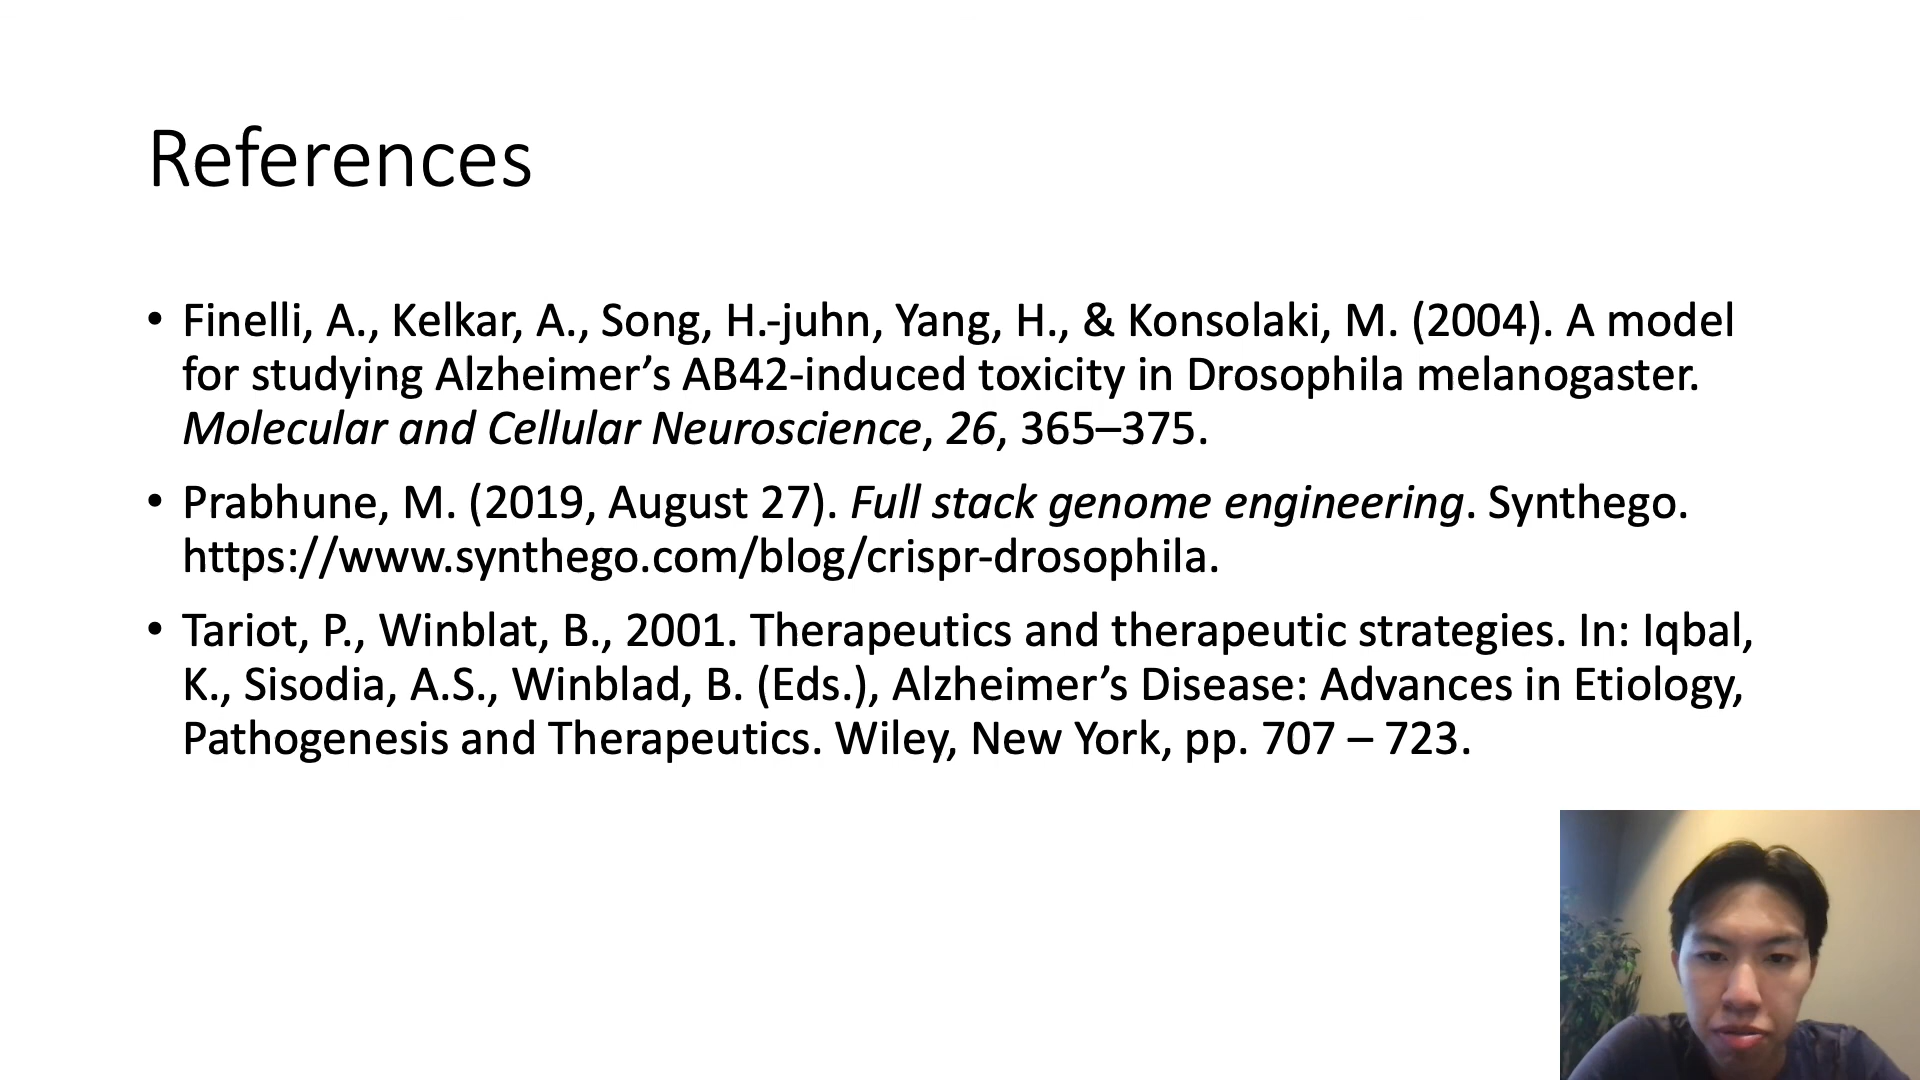 References
• Finelli, A., Kelkar, A., Song, H.-juhn, Yang, H., & Konsolaki, M. (2004). A model
for studying Alzheimer’s AB42-induced toxicity in Drosophila melanogaster.
Molecular and Cellular Neuroscience, 26, 365–375.
• Prabhune, M. (2019, August 27). Full stack genome engineering. Synthego.
https://www.synthego.com/blog/crispr-drosophila.
• Tariot, P., Winblat, B., 2001. Therapeutics and therapeutic strategies. In: Iqbal,
K., Sisodia, A.S., Winblad, B. (Eds.), Alzheimer’s Disease: Advances in Etiology,
Pathogenesis and Therapeutics. Wiley, New York, pp. 707 – 723.